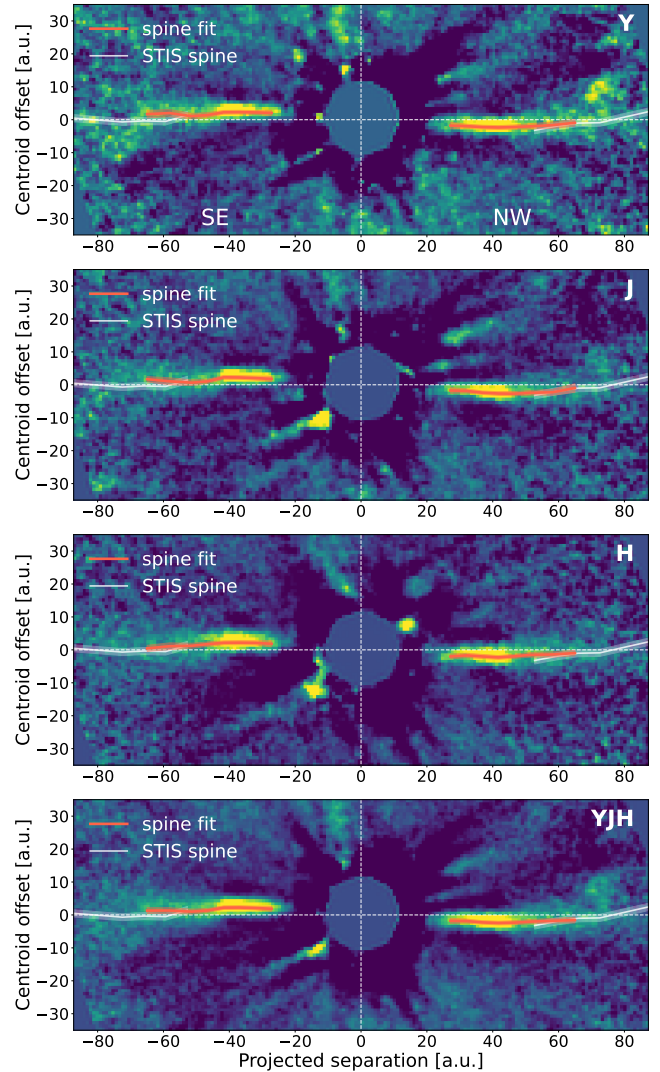 Y
spine fit
STIS spine
SE
NW
Centroid offset [a.u.]
30
20
10
0
−10
−20
−30
−80 −60 −40 −20 0 20 40 60 80
J
spine fit
STIS spine
Centroid offset [a.u.]
30
20
10
0
−10
−20
−30
−80 −60 −40 −20 0 20 40 60 80
H
spine fit
STIS spine
Centroid offset [a.u.]
30
20
10
0
−10
−20
−30
−80 −60 −40 −20 0 20 40 60 80
YJH
spine fit
STIS spine
Centroid offset [a.u.]
30
20
10
0
−10
−20
−30
−80 −60 −40 −20 0 20 40 60 80
Projected separation [a.u.]